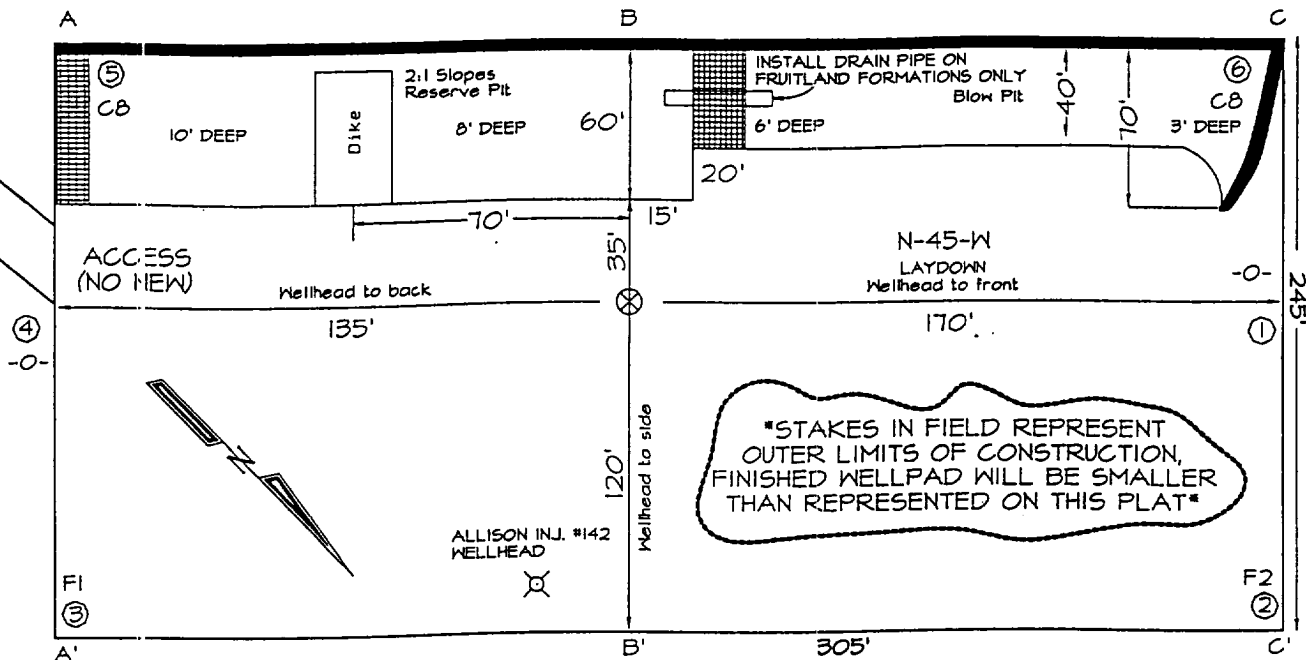 A
B
C
⑤
C8
10' DEEP
Dike
2:1 Slopes
Reserve Pit
8' DEEP
60'
INSTALL DRAIN PIPE ON
FRUITLAND FORMATIONS ONLY
Blow Pit
6' DEEP
40'
70'
⑥
C8
3' DEEP
20'
70'
15'
35'
ACCESS
(NO NEW)
N-45-W
LAYDOWN
Wellhead to front
Wellhead to back
-0-
245'
④
-0-
135'
170'
①
N
Wellhead to side
120'
*STAKES IN FIELD REPRESENT
OUTER LIMITS OF CONSTRUCTION,
FINISHED WELLPAD WILL BE SMALLER
THAN REPRESENTED ON THIS PLAT*
ALLISON INJ. #142
WELLHEAD
F1
③
F2
②
A'
B'
305'
C'